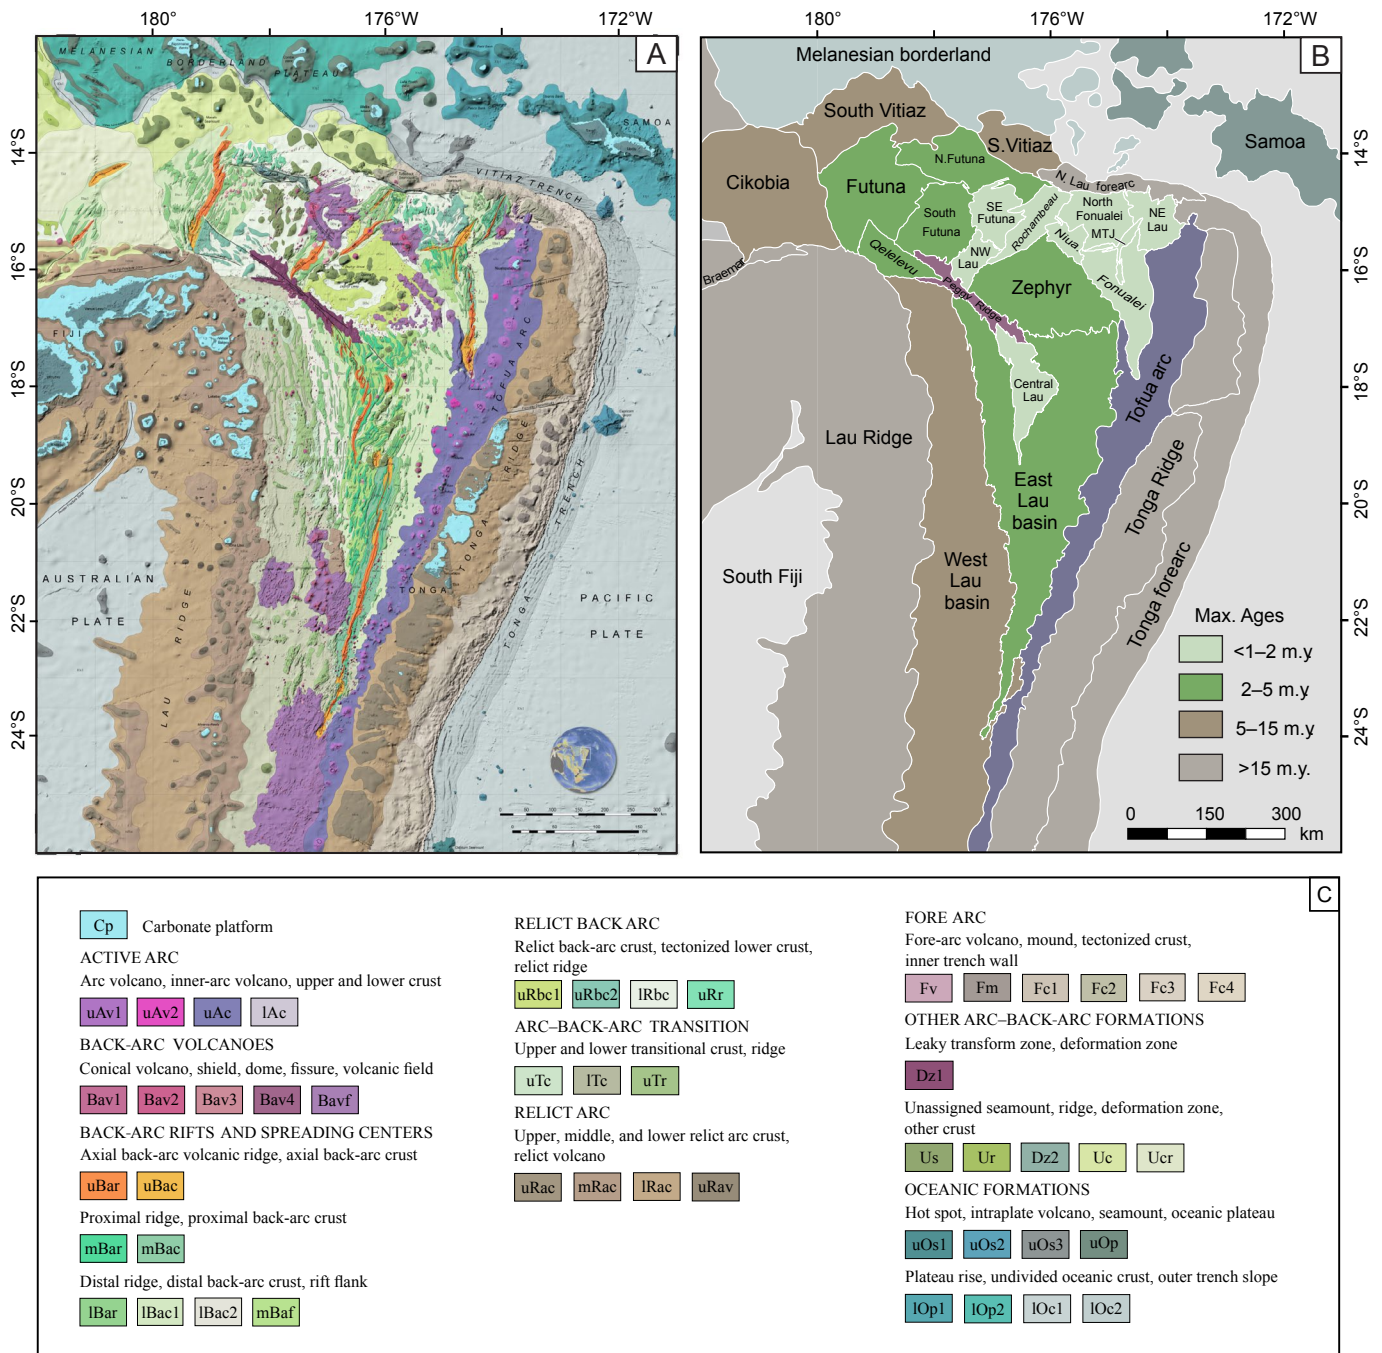 180°
176°W
172°W
180°
176°W
172°W
A
MELANESIAN
BORDERLAND
PLATEAU
SAMOA
VITIAZ TRENCH
14°S
16°S
18°S
20°S
22°S
24°S
FIJI
TOFUA ARC
TONGA RIDGE
TONGA
TONGA TRENCH
AUSTRALIAN
PLATE
LAU RIDGE
PACIFIC
PLATE
B
Melanesian borderland
South Vitiaz
S.Vitiaz
Samoa
N.Futuna
Cikobia
Futuna
N. Lau forearc
SE
Futuna
Rochambeau
North
Fonualei
NE
Lau
South
Futuna
MTJ
Niua
NW
Lau
Qelelevu
Braemar
Peggy Ridge
Zephyr
Fonualei
Central
Lau
Tofua arc
Lau Ridge
East
Lau
basin
Tonga Ridge
South Fiji
West
Lau
basin
Tonga forearc
14°S
16°S
18°S
20°S
22°S
24°S
Max. Ages
<1–2 m.y.
2–5 m.y.
5–15 m.y.
>15 m.y.
0 150 300
km
C
Cp Carbonate platform
ACTIVE ARC
Arc volcano, inner-arc volcano, upper and lower crust
uAv1 uAv2 uAc lAc
BACK-ARC VOLCANOES
Conical volcano, shield, dome, fissure, volcanic field
Bav1 Bav2 Bav3 Bav4 Bavf
BACK-ARC RIFTS AND SPREADING CENTERS
Axial back-arc volcanic ridge, axial back-arc crust
uBar uBac
Proximal ridge, proximal back-arc crust
mBar mBac
Distal ridge, distal back-arc crust, rift flank
lBar lBac1 lBac2 mBaf
RELICT BACK ARC
Relict back-arc crust, tectonized lower crust,
relict ridge
uRbc1 uRbc2 lRbc uRr
ARC–BACK-ARC TRANSITION
Upper and lower transitional crust, ridge
uTc lTc uTr
RELICT ARC
Upper, middle, and lower relict arc crust,
relict volcano
uRac mRac lRac uRav
FORE ARC
Fore-arc volcano, mound, tectonized crust,
inner trench wall
Fv Fm Fc1 Fc2 Fc3 Fc4
OTHER ARC–BACK-ARC FORMATIONS
Leaky transform zone, deformation zone
Dz1
Unassigned seamount, ridge, deformation zone,
other crust
Us Ur Dz2 Uc Ucr
OCEANIC FORMATIONS
Hot spot, intraplate volcano, seamount, oceanic plateau
uOs1 uOs2 uOs3 uOp
Plateau rise, undivided oceanic crust, outer trench slope
lOp1 lOp2 lOc1 lOc2